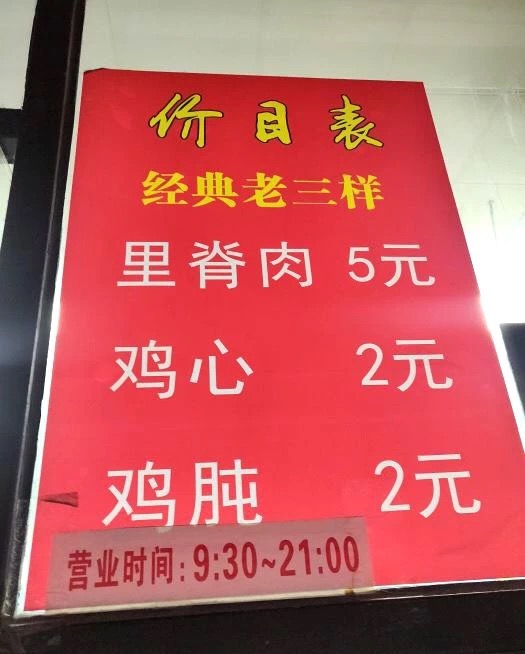 价目表
经典老三样
里脊肉 5元
鸡心 2元
鸡肫 2元
营业时间:9:30~21:00